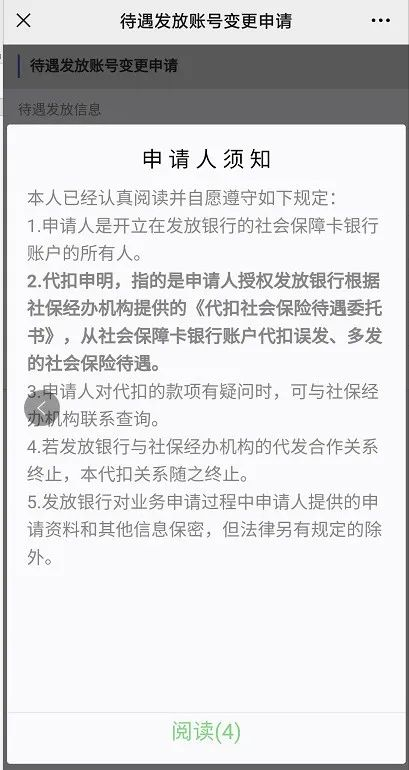 待遇发放账号变更申请
待遇发放账号变更申请
待遇发放信息
申请人须知
本人已经认真阅读并自愿遵守如下规定：
1.申请人是开立在发放银行的社会保障卡银行
账户的所有人。
2.代扣申明，指的是申请人授权发放银行根据
社保经办机构提供的《代扣社会保险待遇委托
书》，从社会保障卡银行账户代扣误发、多发
的社会保险待遇。
3.申请人对代扣的款项有疑问时，可与社保经
办机构联系查询。
4.若发放银行与社保经办机构的代发合作关系
终止，本代扣关系随之终止。
5.发放银行对业务申请过程中申请人提供的申
请资料和其他信息保密，但法律另有规定的除
外。
阅读(4)